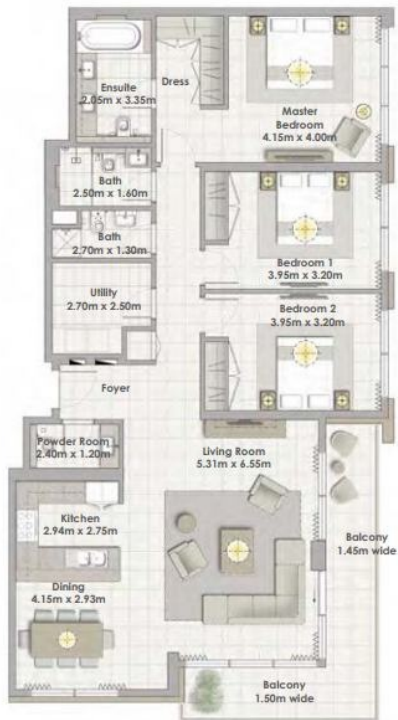 Ensuite
2.05m x 3.35m
Dress
Master
Bedroom
4.15m x 4.00m
Bath
2.50m x 1.60m
Bath
2.70m x 1.30m
Bedroom 1
3.95m x 3.20m
Utility
2.70m x 2.50m
Bedroom 2
3.95m x 3.20m
Foyer
Powder Room
2.40m x 1.20m
Living Room
5.31m x 6.55m
Kitchen
2.94m x 2.75m
Balcony
1.45m wide
Dining
4.15m x 2.93m
Balcony
1.50m wide